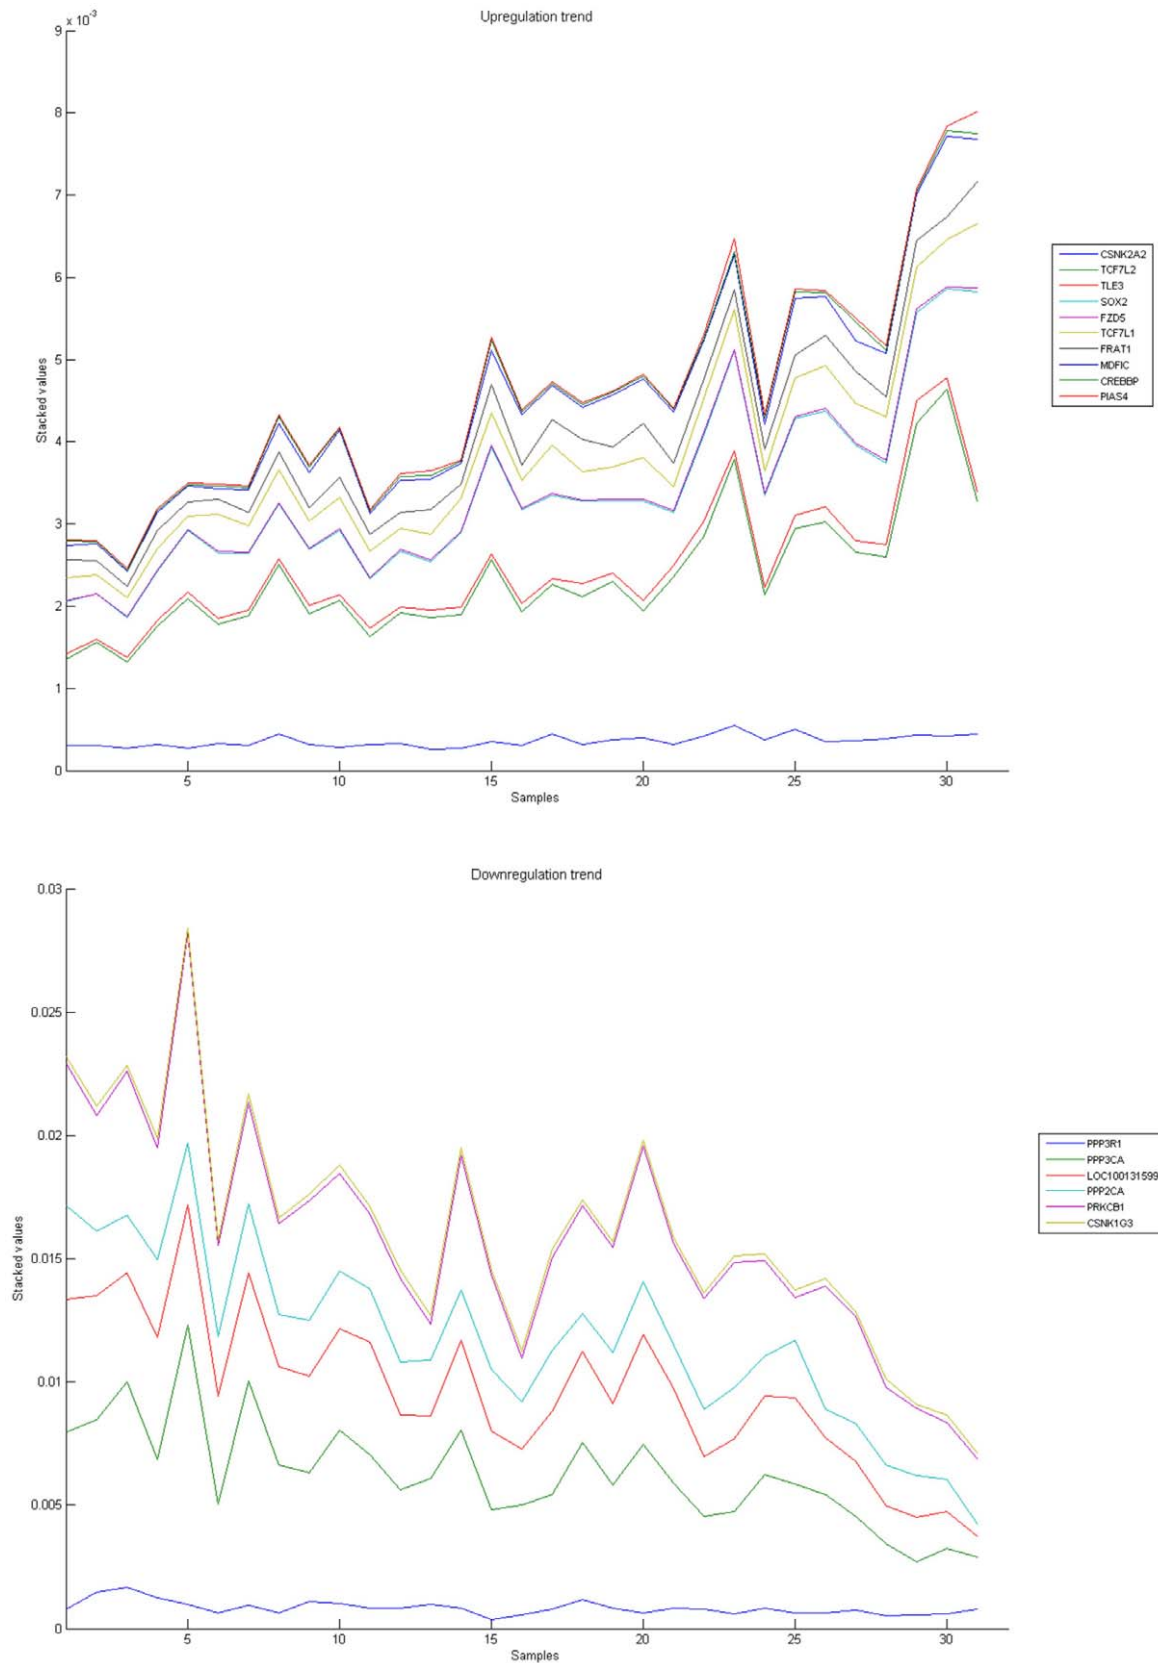 Upregulation trend
x 10⁻³
9
8
7
6
5
4
3
2
1
0
Stacked values
5 10 15 20 25 30
Samples
CSNK2A2
TCF7L2
TLE3
SOX2
FZD5
TCF7L1
FRAT1
MDFIC
CREBBP
PIAS4
Downregulation trend
0.03
0.025
0.02
0.015
0.01
0.005
0
Stacked values
5 10 15 20 25 30
Samples
PPP3R1
PPP3CA
LOC100131599
PPP2CA
PRKCB1
CSNK1G3